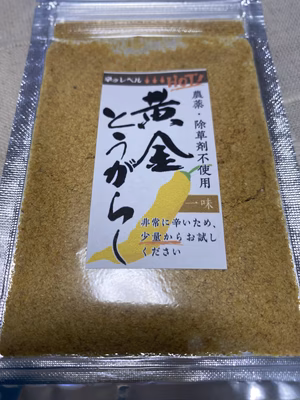 辛さレベル HOT!
農薬・除草剤不使用
黄金
とうがらし
一味
非常に辛いため、
少量からお試し
ください